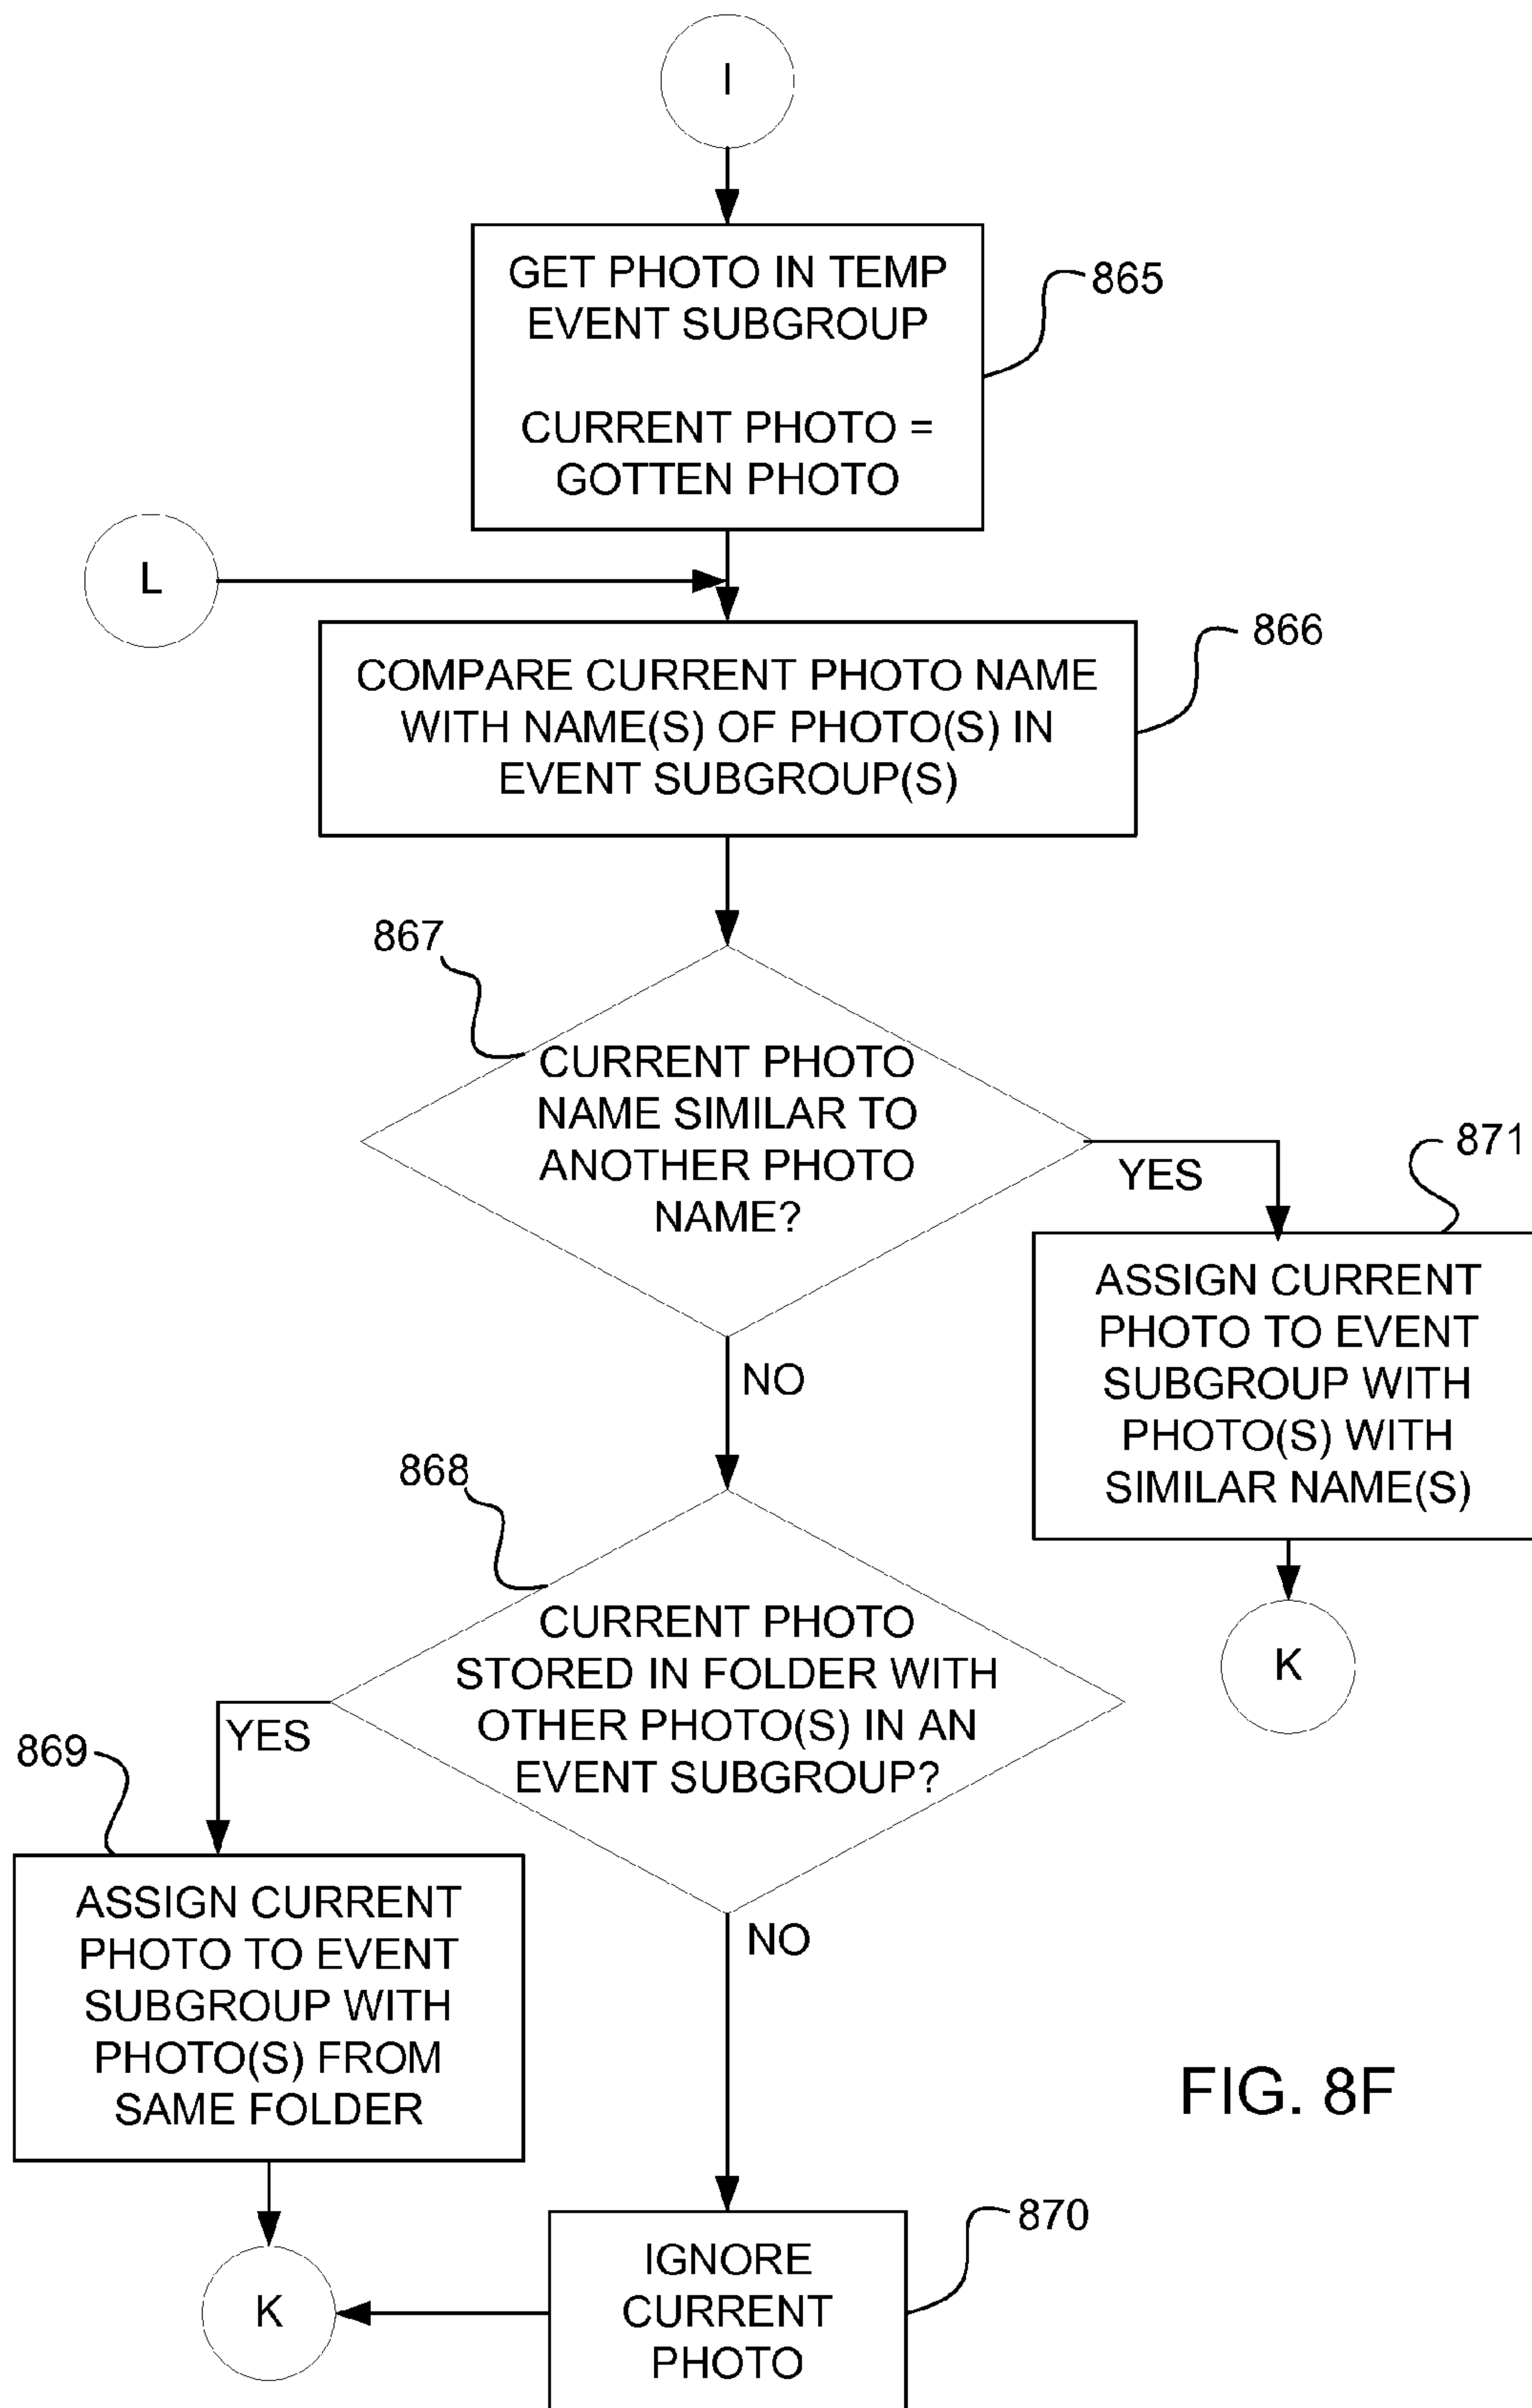 I
GET PHOTO IN TEMP
EVENT SUBGROUP
CURRENT PHOTO =
GOTTEN PHOTO
865
L
COMPARE CURRENT PHOTO NAME
WITH NAME(S) OF PHOTO(S) IN
EVENT SUBGROUP(S)
866
867
CURRENT PHOTO
NAME SIMILAR TO
ANOTHER PHOTO
NAME?
YES
871
ASSIGN CURRENT
PHOTO TO EVENT
SUBGROUP WITH
PHOTO(S) WITH
SIMILAR NAME(S)
K
NO
868
CURRENT PHOTO
STORED IN FOLDER WITH
OTHER PHOTO(S) IN AN
EVENT SUBGROUP?
YES
869
ASSIGN CURRENT
PHOTO TO EVENT
SUBGROUP WITH
PHOTO(S) FROM
SAME FOLDER
K
NO
870
IGNORE
CURRENT
PHOTO
FIG. 8F